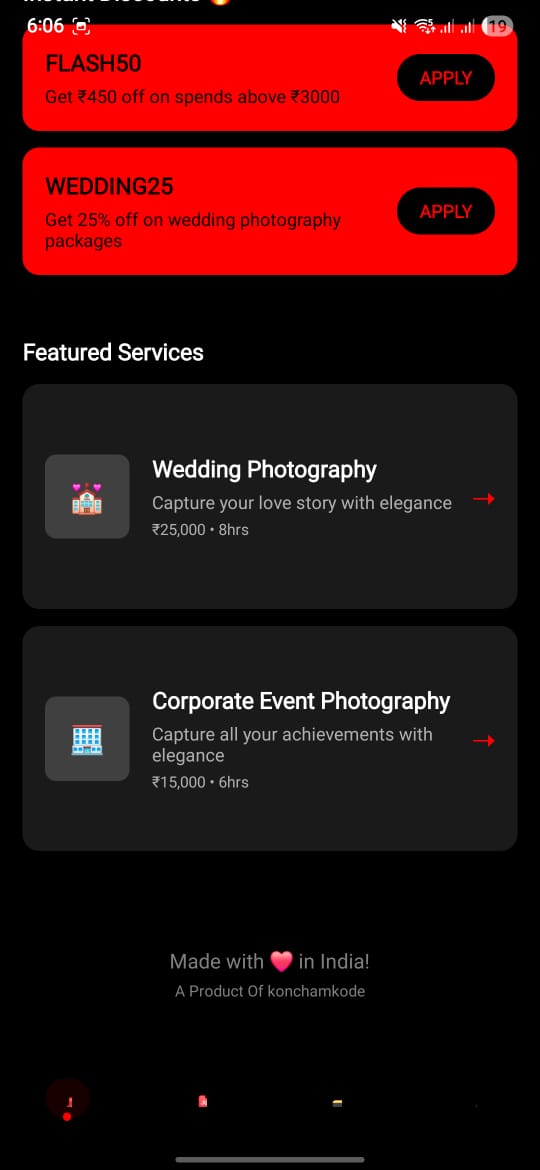 Instant Discounts 🔥
6:06
19
FLASH50
Get ₹450 off on spends above ₹3000
APPLY
WEDDING25
Get 25% off on wedding photography
packages
APPLY
Featured Services
Wedding Photography
Capture your love story with elegance
₹25,000 • 8hrs
→
Corporate Event Photography
Capture all your achievements with
elegance
₹15,000 • 6hrs
→
Made with ❤️ in India!
A Product Of konchamkode